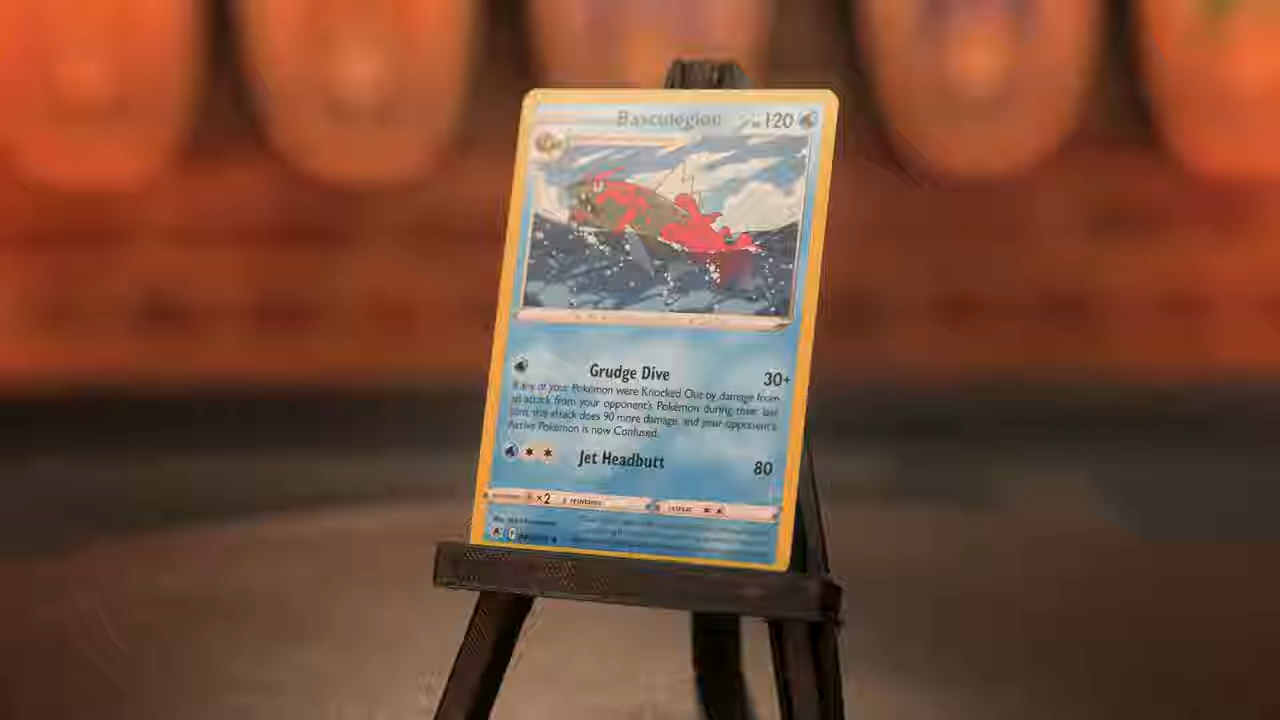 Basculegion 120
Grudge Dive 30+
If any of your Pokémon were Knocked Out by damage from
an attack from your opponent's Pokémon during their last
turn, this attack does 90 more damage, and your opponent's
Active Pokémon is now Confused.
Jet Headbutt 80
×2 resistance retreat